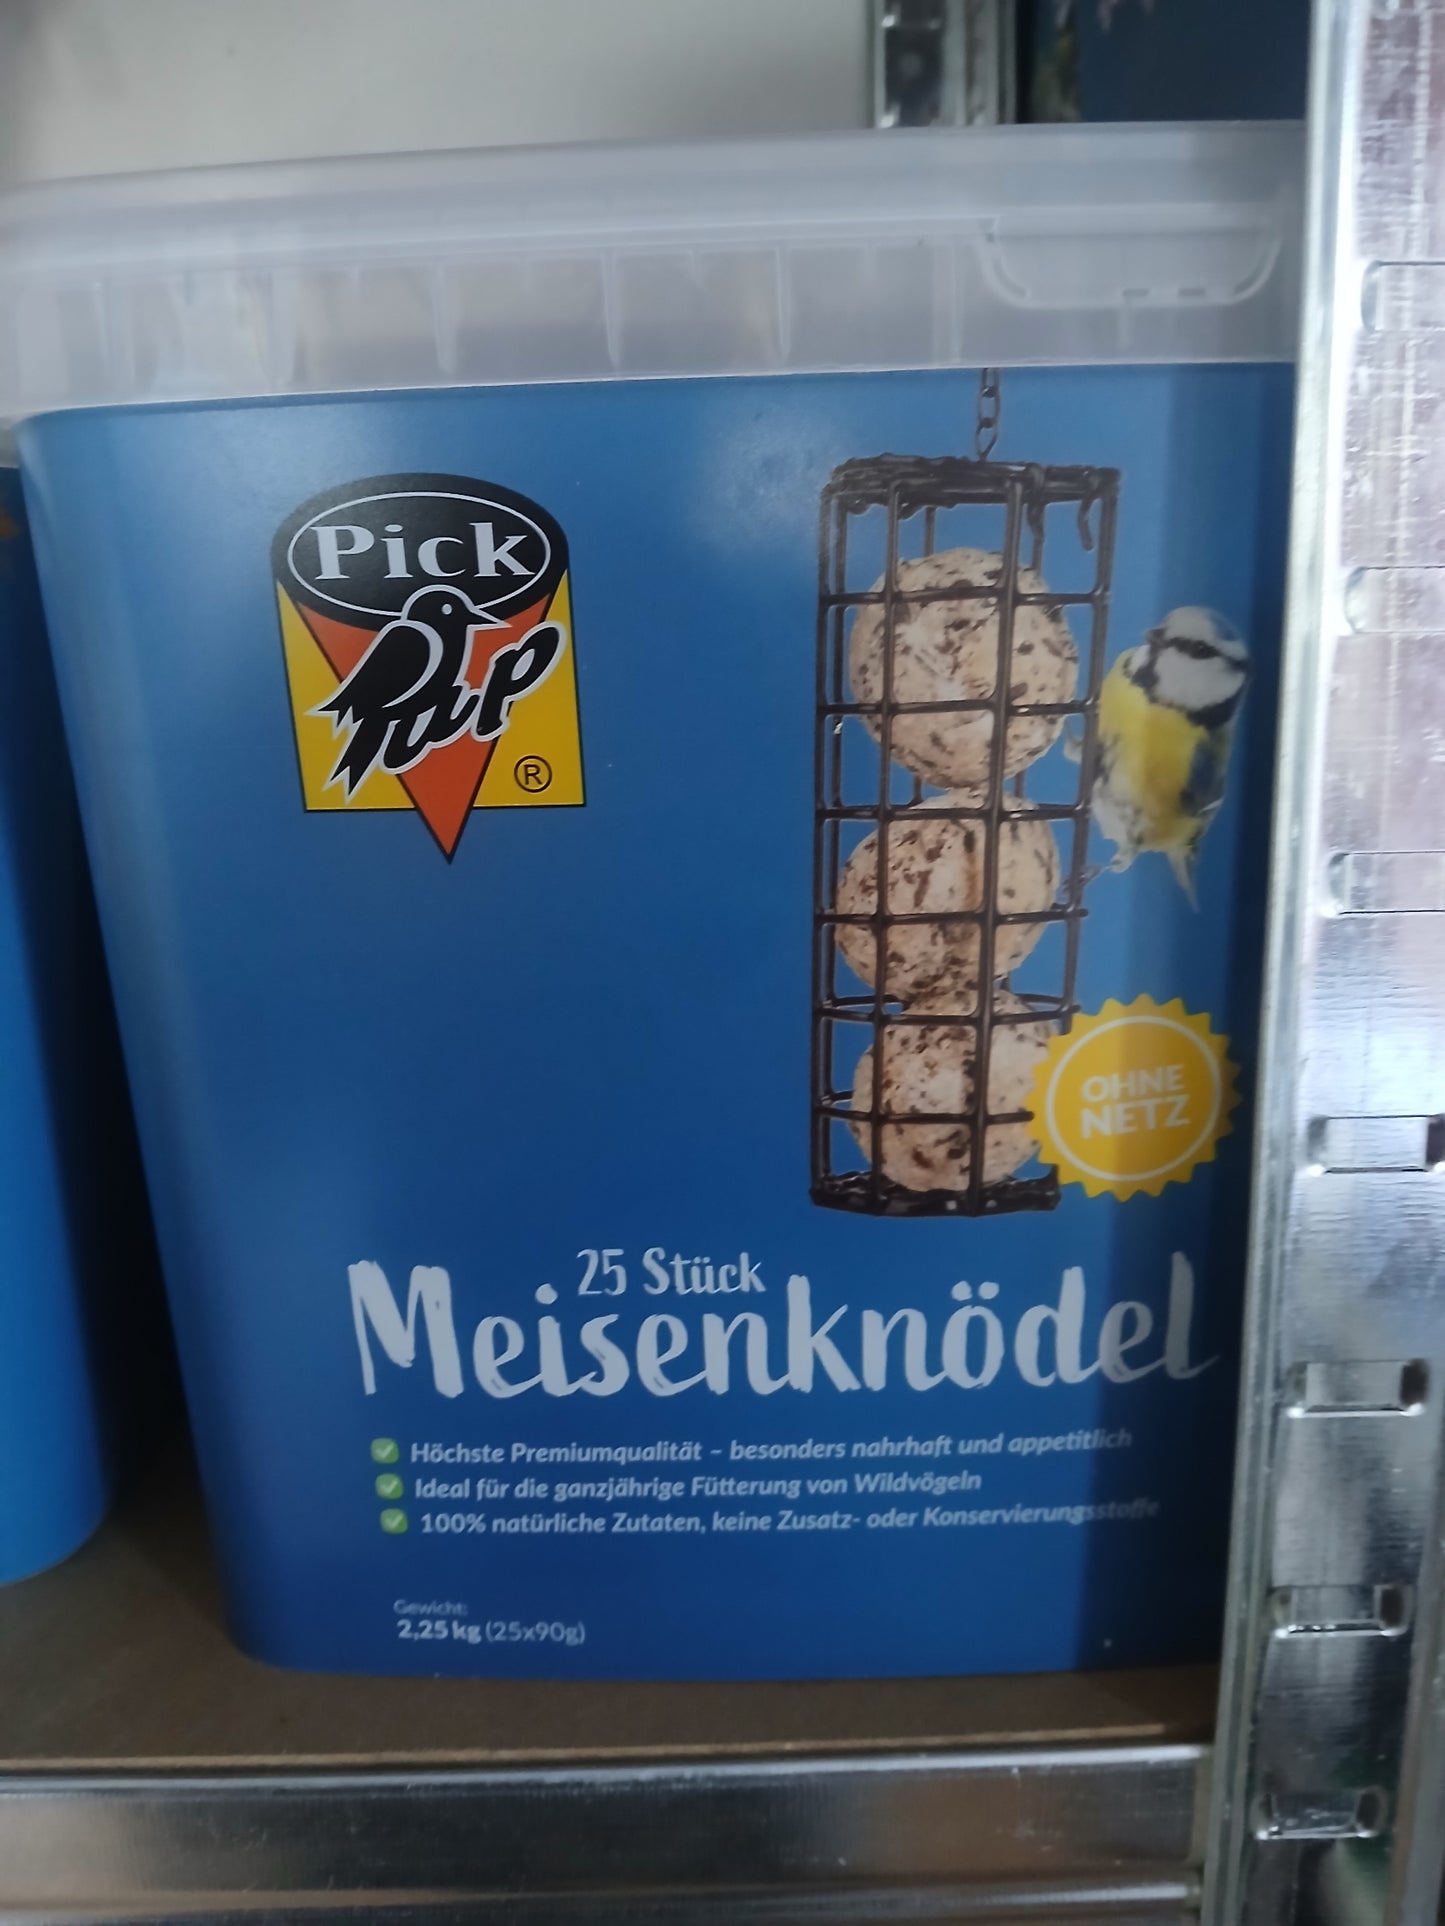 Pick
Pup
®
OHNE
NETZ
25 Stück
Meisenknödel
Höchste Premiumqualität – besonders nahrhaft und appetitlich
Ideal für die ganzjährige Fütterung von Wildvögeln
100% natürliche Zutaten, keine Zusatz- oder Konservierungsstoffe
Gewicht:
2,25 kg (25x90g)